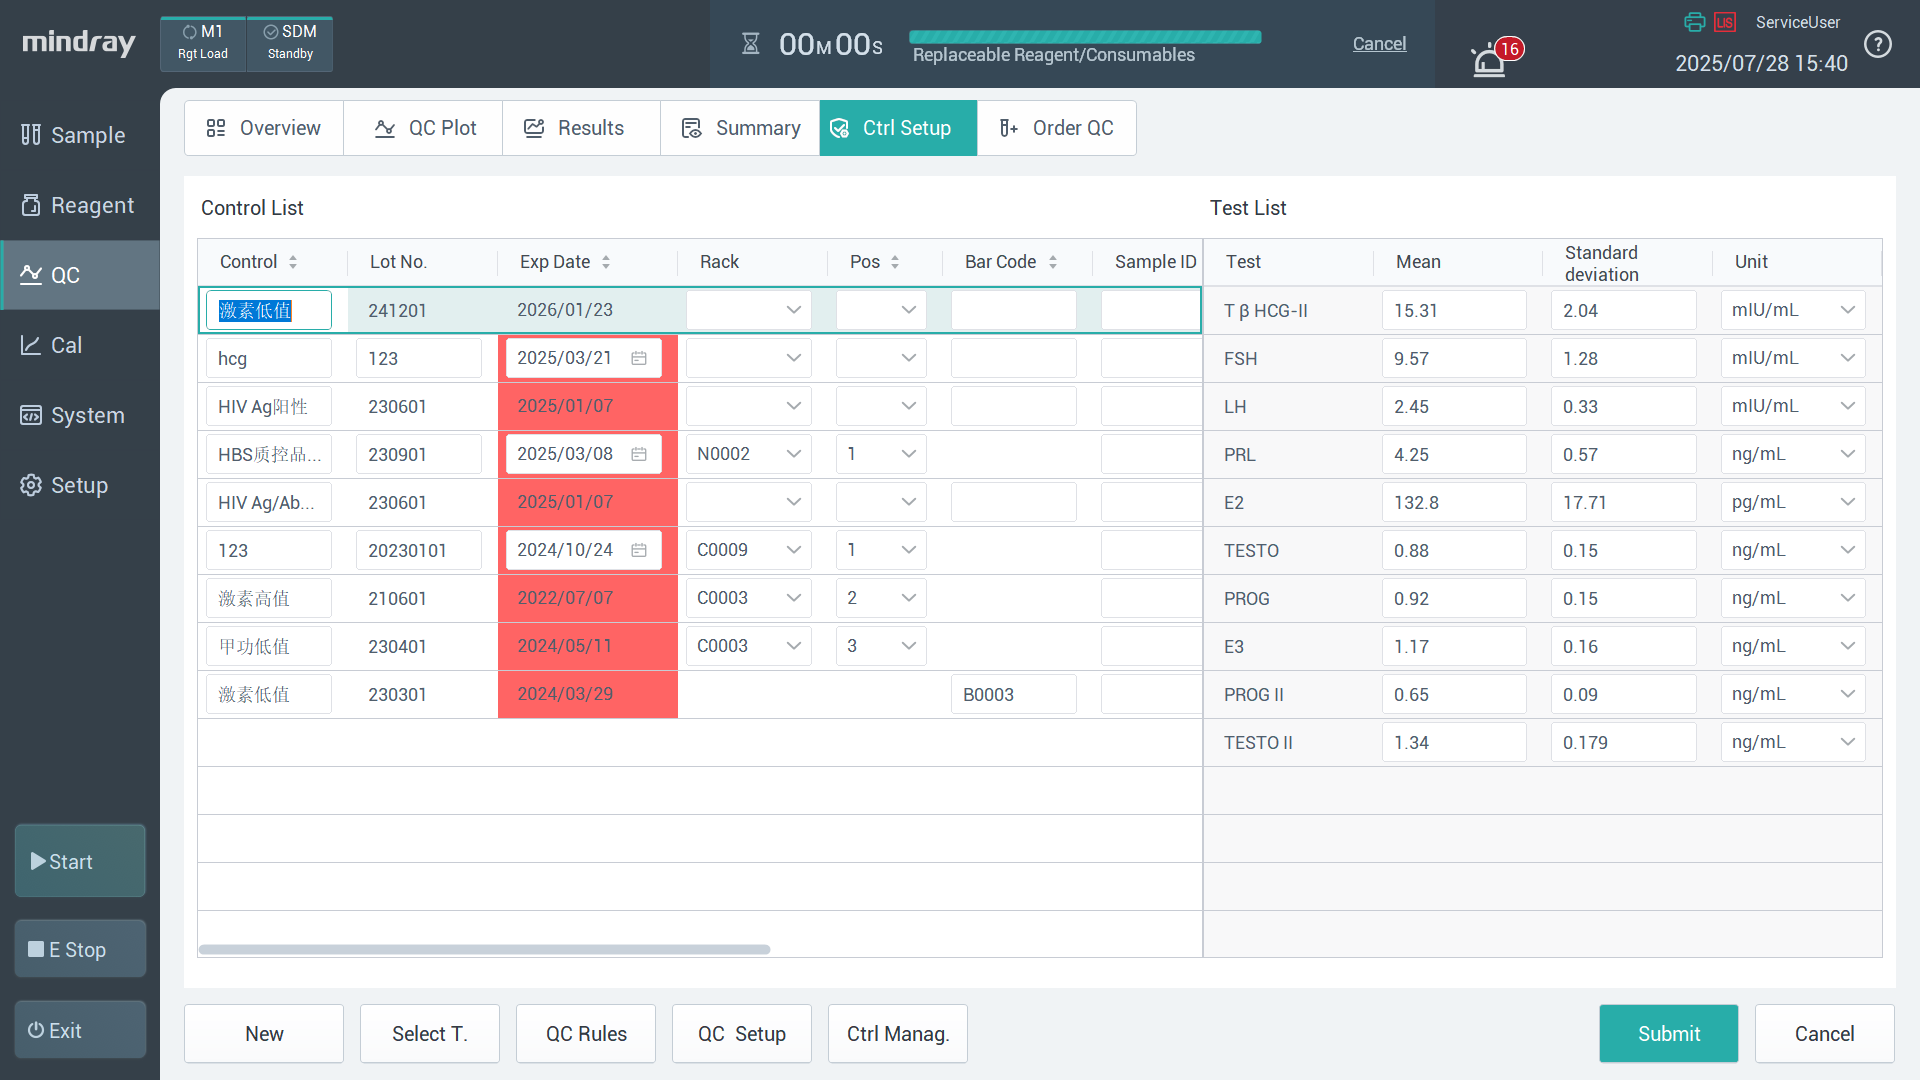 mindray
M1
Rgt Load
SDM
Standby
00M00S
Replaceable Reagent/Consumables
Cancel
16
LIS
ServiceUser
2025/07/28 15:40
?
Sample
Reagent
QC
Cal
System
Setup
Start
E Stop
Exit
Overview
QC Plot
Results
Summary
Ctrl Setup
Order QC
Control List
Control Lot No. Exp Date Rack Pos Bar Code Sample ID
激素低值 241201 2026/01/23
hcg 123 2025/03/21
HIV Ag阳性 230601 2025/01/07
HBS质控品... 230901 2025/03/08 N0002 1
HIV Ag/Ab... 230601 2025/01/07
123 20230101 2024/10/24 C0009 1
激素高值 210601 2022/07/07 C0003 2
甲功低值 230401 2024/05/11 C0003 3
激素低值 230301 2024/03/29 B0003
Test List
Test Mean Standard deviation Unit
T β HCG-II 15.31 2.04 mIU/mL
FSH 9.57 1.28 mIU/mL
LH 2.45 0.33 mIU/mL
PRL 4.25 0.57 ng/mL
E2 132.8 17.71 pg/mL
TESTO 0.88 0.15 ng/mL
PROG 0.92 0.15 ng/mL
E3 1.17 0.16 ng/mL
PROG II 0.65 0.09 ng/mL
TESTO II 1.34 0.179 ng/mL
New
Select T.
QC Rules
QC Setup
Ctrl Manag.
Submit
Cancel